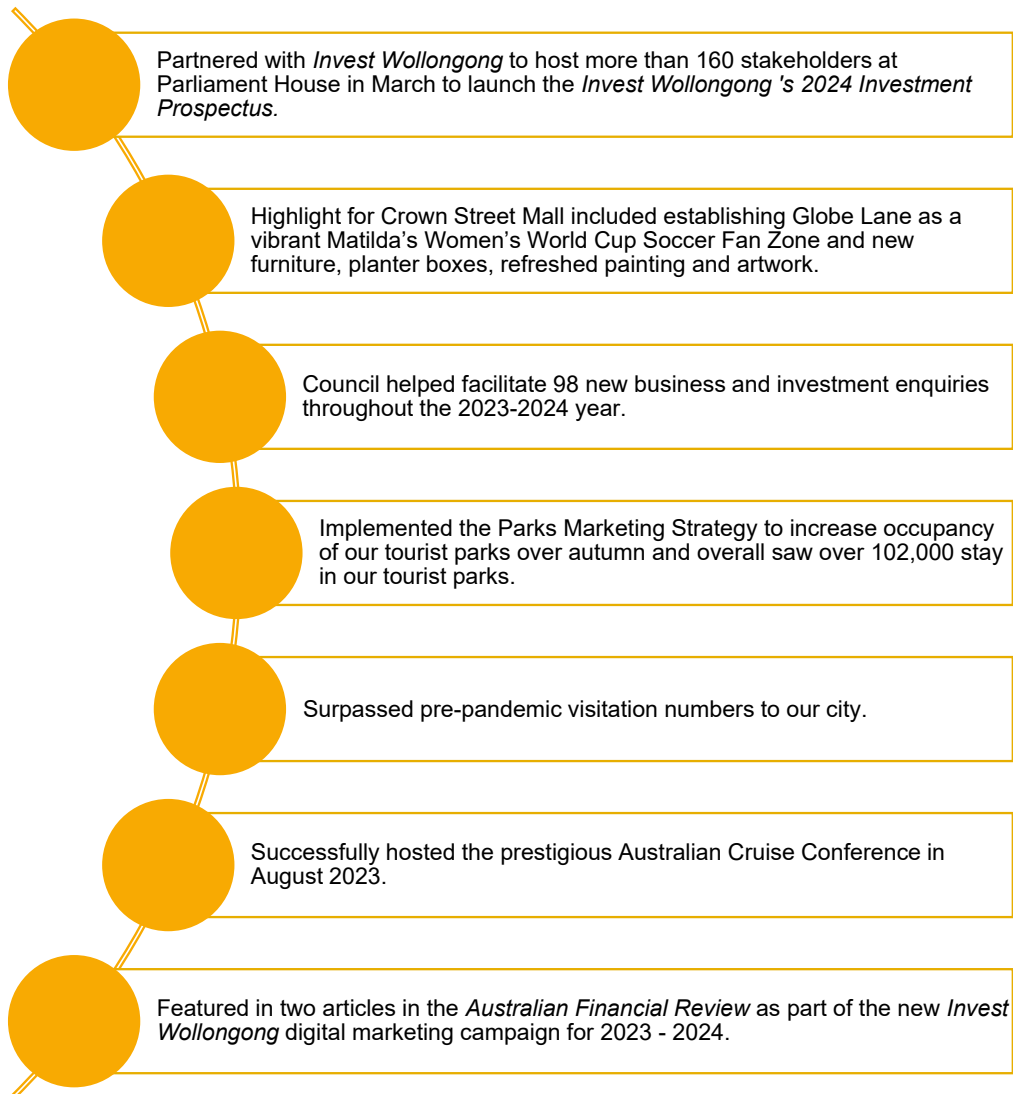 Partnered with Invest Wollongong to host more than 160 stakeholders at
Parliament House in March to launch the Invest Wollongong 's 2024 Investment
Prospectus.
Highlight for Crown Street Mall included establishing Globe Lane as a
vibrant Matilda's Women's World Cup Soccer Fan Zone and new
furniture, planter boxes, refreshed painting and artwork.
Council helped facilitate 98 new business and investment enquiries
throughout the 2023-2024 year.
Implemented the Parks Marketing Strategy to increase occupancy
of our tourist parks over autumn and overall saw over 102,000 stay
in our tourist parks.
Surpassed pre-pandemic visitation numbers to our city.
Successfully hosted the prestigious Australian Cruise Conference in
August 2023.
Featured in two articles in the Australian Financial Review as part of the new Invest
Wollongong digital marketing campaign for 2023 - 2024.